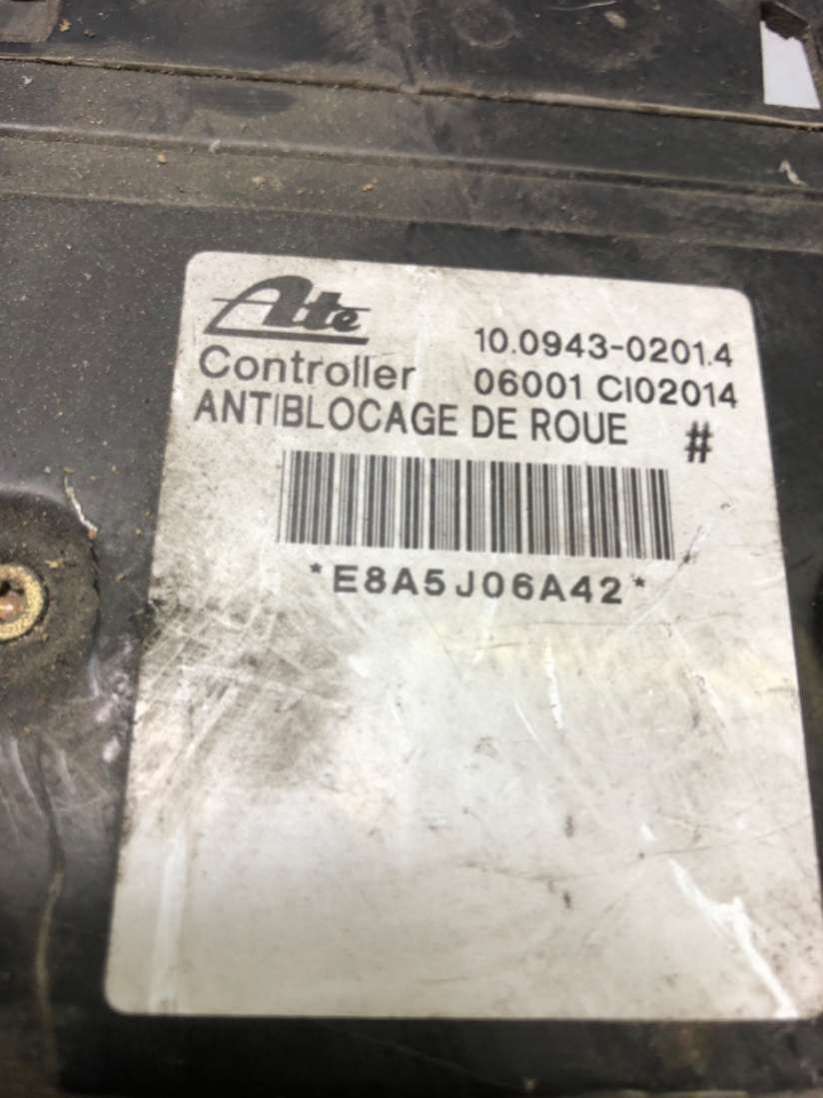 Ate
10.0943-0201.4
Controller 06001 CI02014
ANTIBLOCAGE DE ROUE #
*E8A5J06A42*